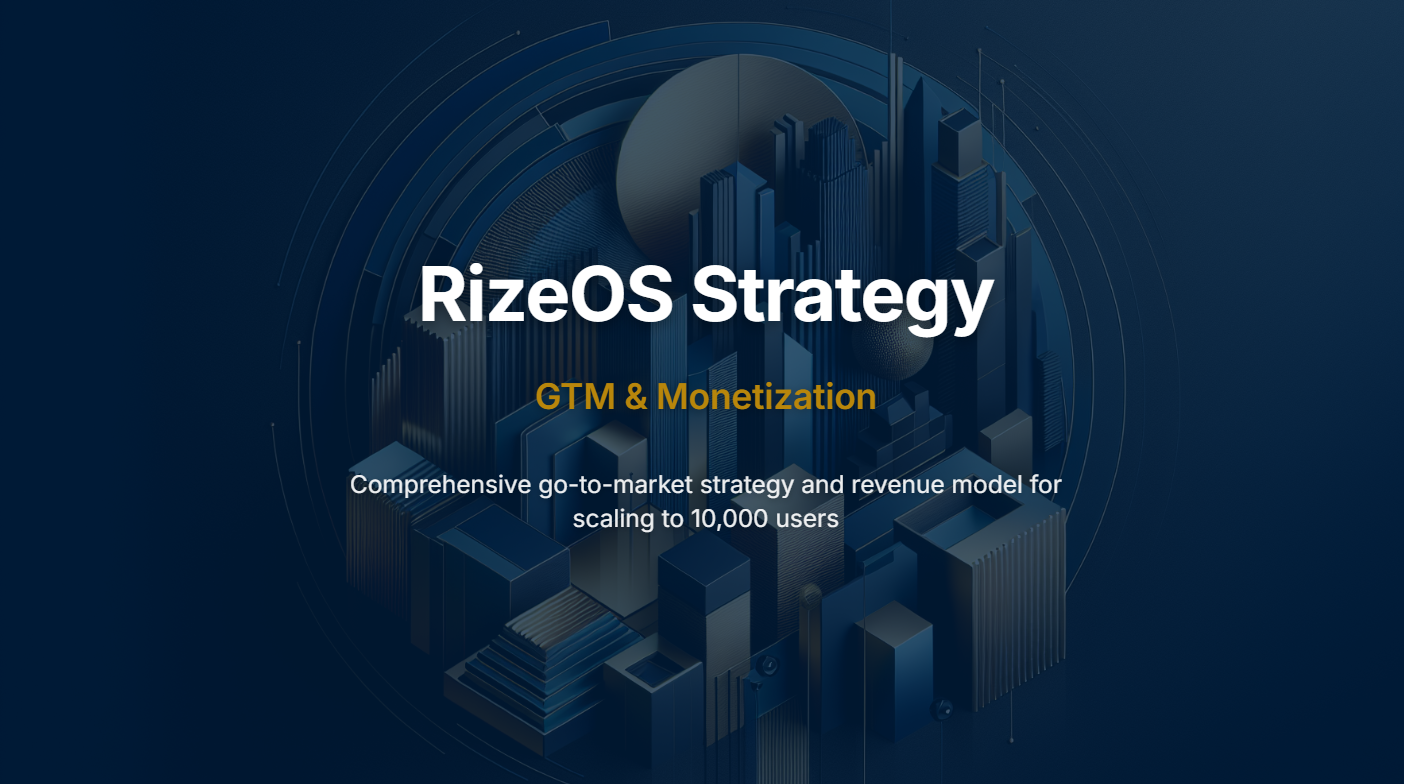 RizeOS Strategy
GTM & Monetization
Comprehensive go-to-market strategy and revenue model for
scaling to 10,000 users